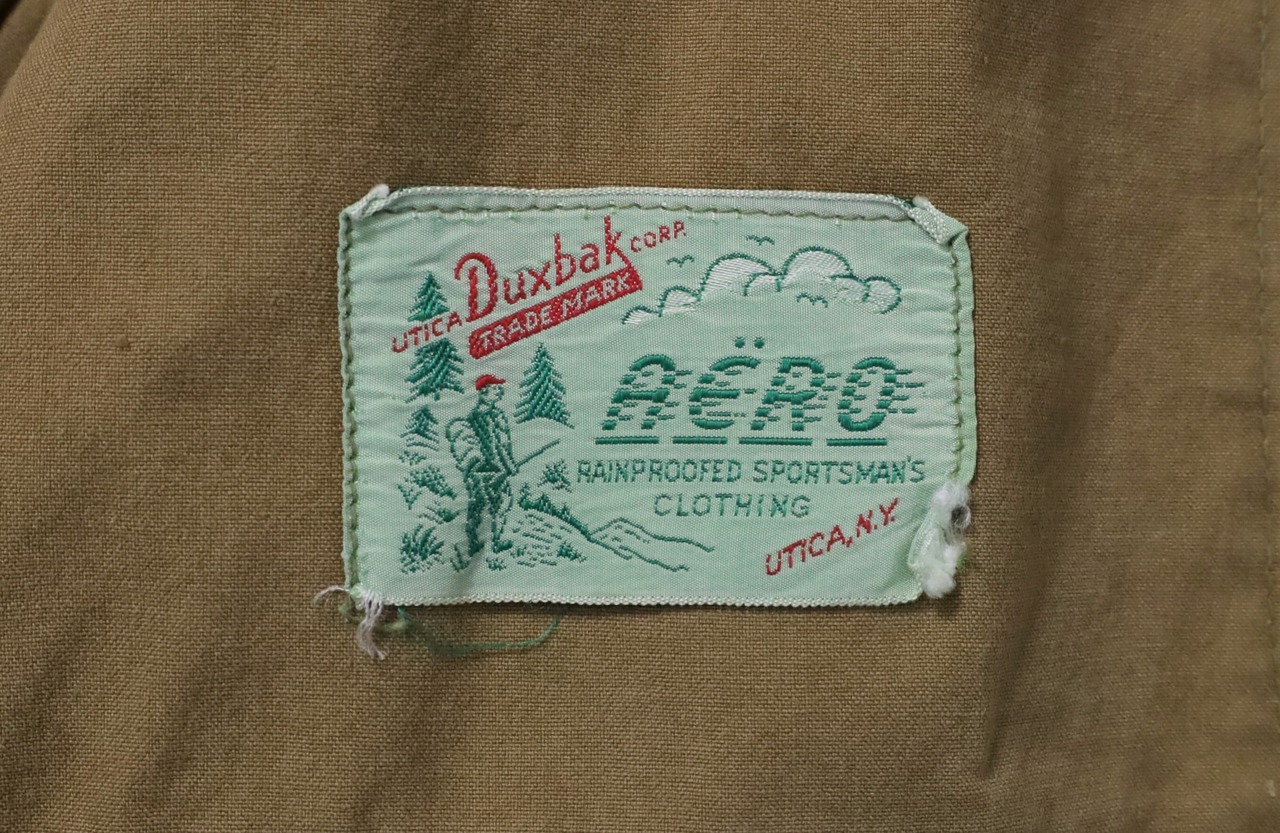 UTICA Duxbak CORP.
TRADE MARK
AËRO
RAINPROOFED SPORTSMAN'S
CLOTHING
UTICA, N.Y.